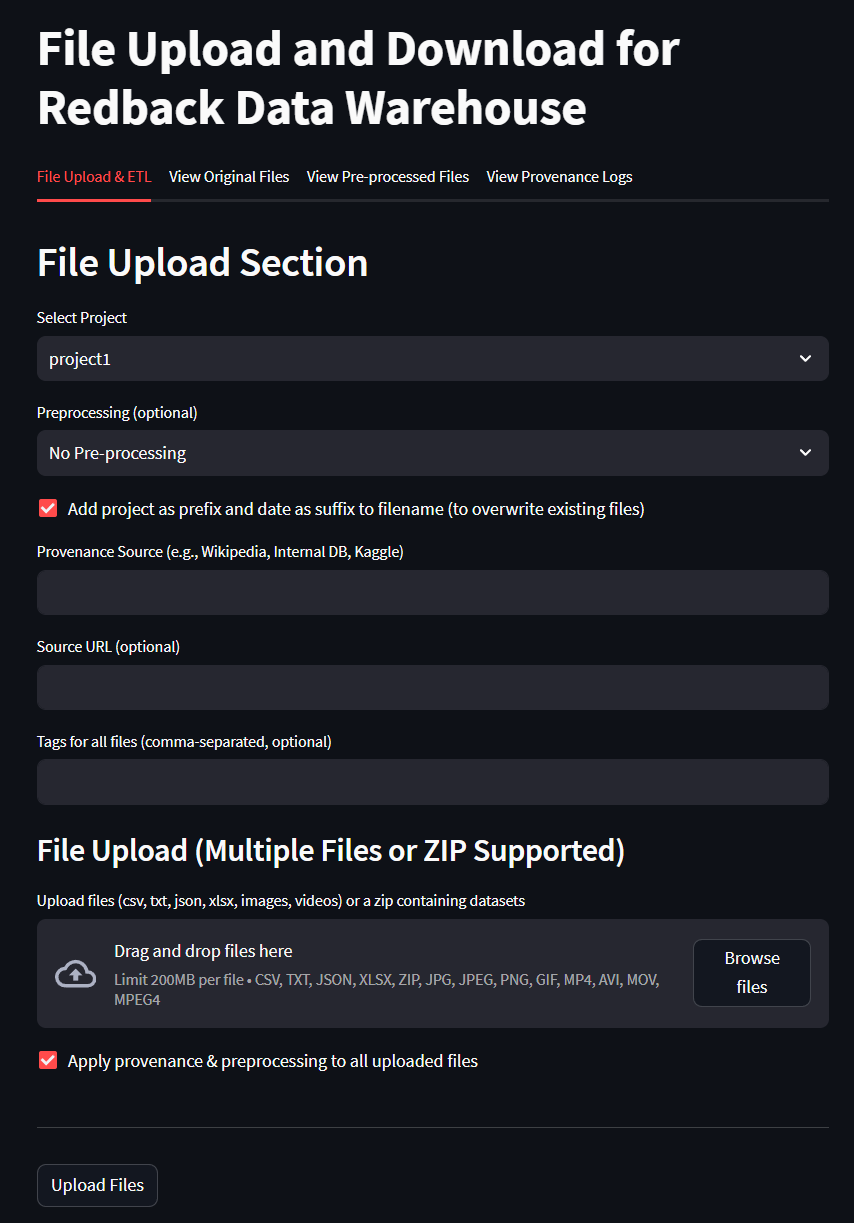 File Upload and Download for
Redback Data Warehouse
File Upload & ETL
View Original Files
View Pre-processed Files
View Provenance Logs
File Upload Section
Select Project
project1
Preprocessing (optional)
No Pre-processing
Add project as prefix and date as suffix to filename (to overwrite existing files)
Provenance Source (e.g., Wikipedia, Internal DB, Kaggle)
Source URL (optional)
Tags for all files (comma-separated, optional)
File Upload (Multiple Files or ZIP Supported)
Upload files (csv, txt, json, xlsx, images, videos) or a zip containing datasets
Drag and drop files here
Limit 200MB per file • CSV, TXT, JSON, XLSX, ZIP, JPG, JPEG, PNG, GIF, MP4, AVI, MOV,
MPEG4
Browse
files
Apply provenance & preprocessing to all uploaded files
Upload Files